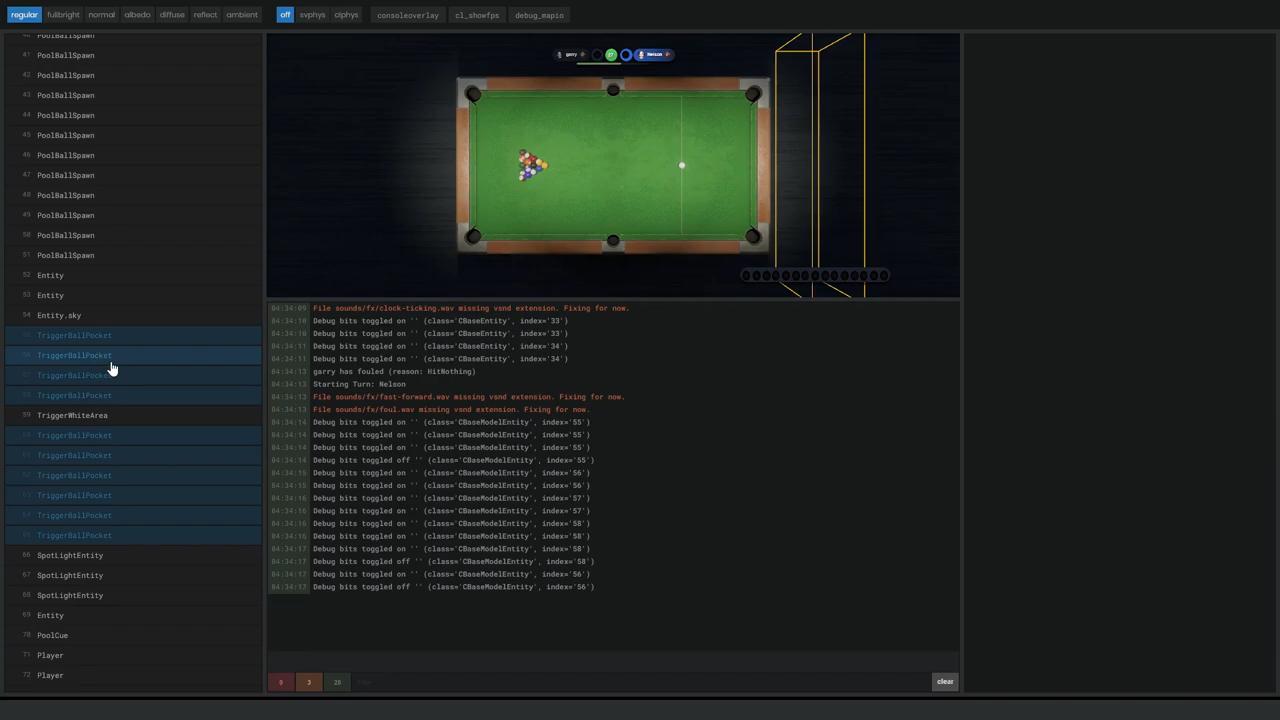 regular fullbright normal albedo diffuse reflect ambient off svphys clphys consoleoverlay cl_showfps debug_mapio
PoolBallSpawn
41 PoolBallSpawn
42 PoolBallSpawn
43 PoolBallSpawn
44 PoolBallSpawn
45 PoolBallSpawn
46 PoolBallSpawn
47 PoolBallSpawn
48 PoolBallSpawn
49 PoolBallSpawn
50 PoolBallSpawn
51 PoolBallSpawn
52 Entity
53 Entity
54 Entity.sky
TriggerBallPocket
TriggerBallPocket
TriggerBallPocket
TriggerBallPocket
59 TriggerWhiteArea
TriggerBallPocket
TriggerBallPocket
TriggerBallPocket
TriggerBallPocket
TriggerBallPocket
TriggerBallPocket
66 SpotLightEntity
67 SpotLightEntity
68 SpotLightEntity
69 Entity
70 PoolCue
71 Player
72 Player
garry 27 Nelson
04:34:09 File sounds/fx/clock-ticking.wav missing vsnd extension. Fixing for now.
04:34:10 Debug bits toggled on '' (class='CBaseEntity', index='33')
04:34:10 Debug bits toggled on '' (class='CBaseEntity', index='33')
04:34:11 Debug bits toggled on '' (class='CBaseEntity', index='34')
04:34:11 Debug bits toggled on '' (class='CBaseEntity', index='34')
04:34:13 garry has fouled (reason: HitNothing)
04:34:13 Starting Turn: Nelson
04:34:13 File sounds/fx/fast-forward.wav missing vsnd extension. Fixing for now.
04:34:13 File sounds/fx/foul.wav missing vsnd extension. Fixing for now.
04:34:14 Debug bits toggled on '' (class='CBaseModelEntity', index='55')
04:34:14 Debug bits toggled on '' (class='CBaseModelEntity', index='55')
04:34:14 Debug bits toggled on '' (class='CBaseModelEntity', index='55')
04:34:14 Debug bits toggled off '' (class='CBaseModelEntity', index='55')
04:34:15 Debug bits toggled on '' (class='CBaseModelEntity', index='56')
04:34:15 Debug bits toggled on '' (class='CBaseModelEntity', index='56')
04:34:16 Debug bits toggled on '' (class='CBaseModelEntity', index='57')
04:34:16 Debug bits toggled on '' (class='CBaseModelEntity', index='57')
04:34:16 Debug bits toggled on '' (class='CBaseModelEntity', index='58')
04:34:16 Debug bits toggled on '' (class='CBaseModelEntity', index='58')
04:34:17 Debug bits toggled on '' (class='CBaseModelEntity', index='58')
04:34:17 Debug bits toggled off '' (class='CBaseModelEntity', index='58')
04:34:17 Debug bits toggled on '' (class='CBaseModelEntity', index='56')
04:34:17 Debug bits toggled off '' (class='CBaseModelEntity', index='56')
0 3 20 clear